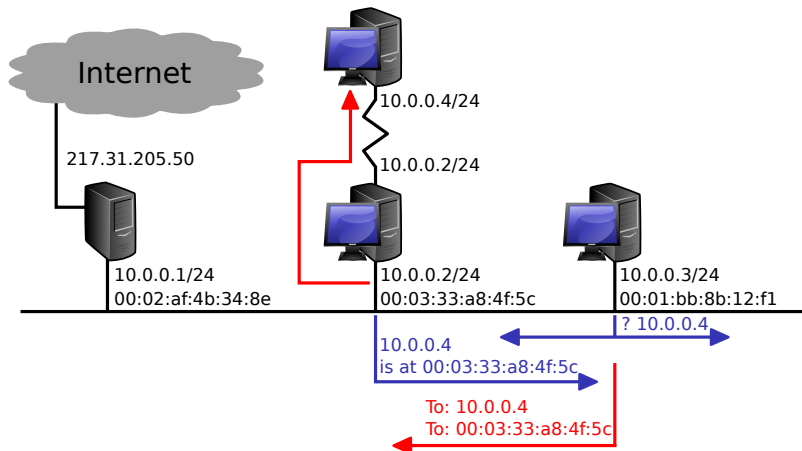 Internet
10.0.0.4/24
217.31.205.50
10.0.0.2/24
10.0.0.1/24
00:02:af:4b:34:8e
10.0.0.2/24
00:03:33:a8:4f:5c
10.0.0.3/24
00:01:bb:8b:12:f1
? 10.0.0.4
10.0.0.4
is at 00:03:33:a8:4f:5c
To: 10.0.0.4
To: 00:03:33:a8:4f:5c